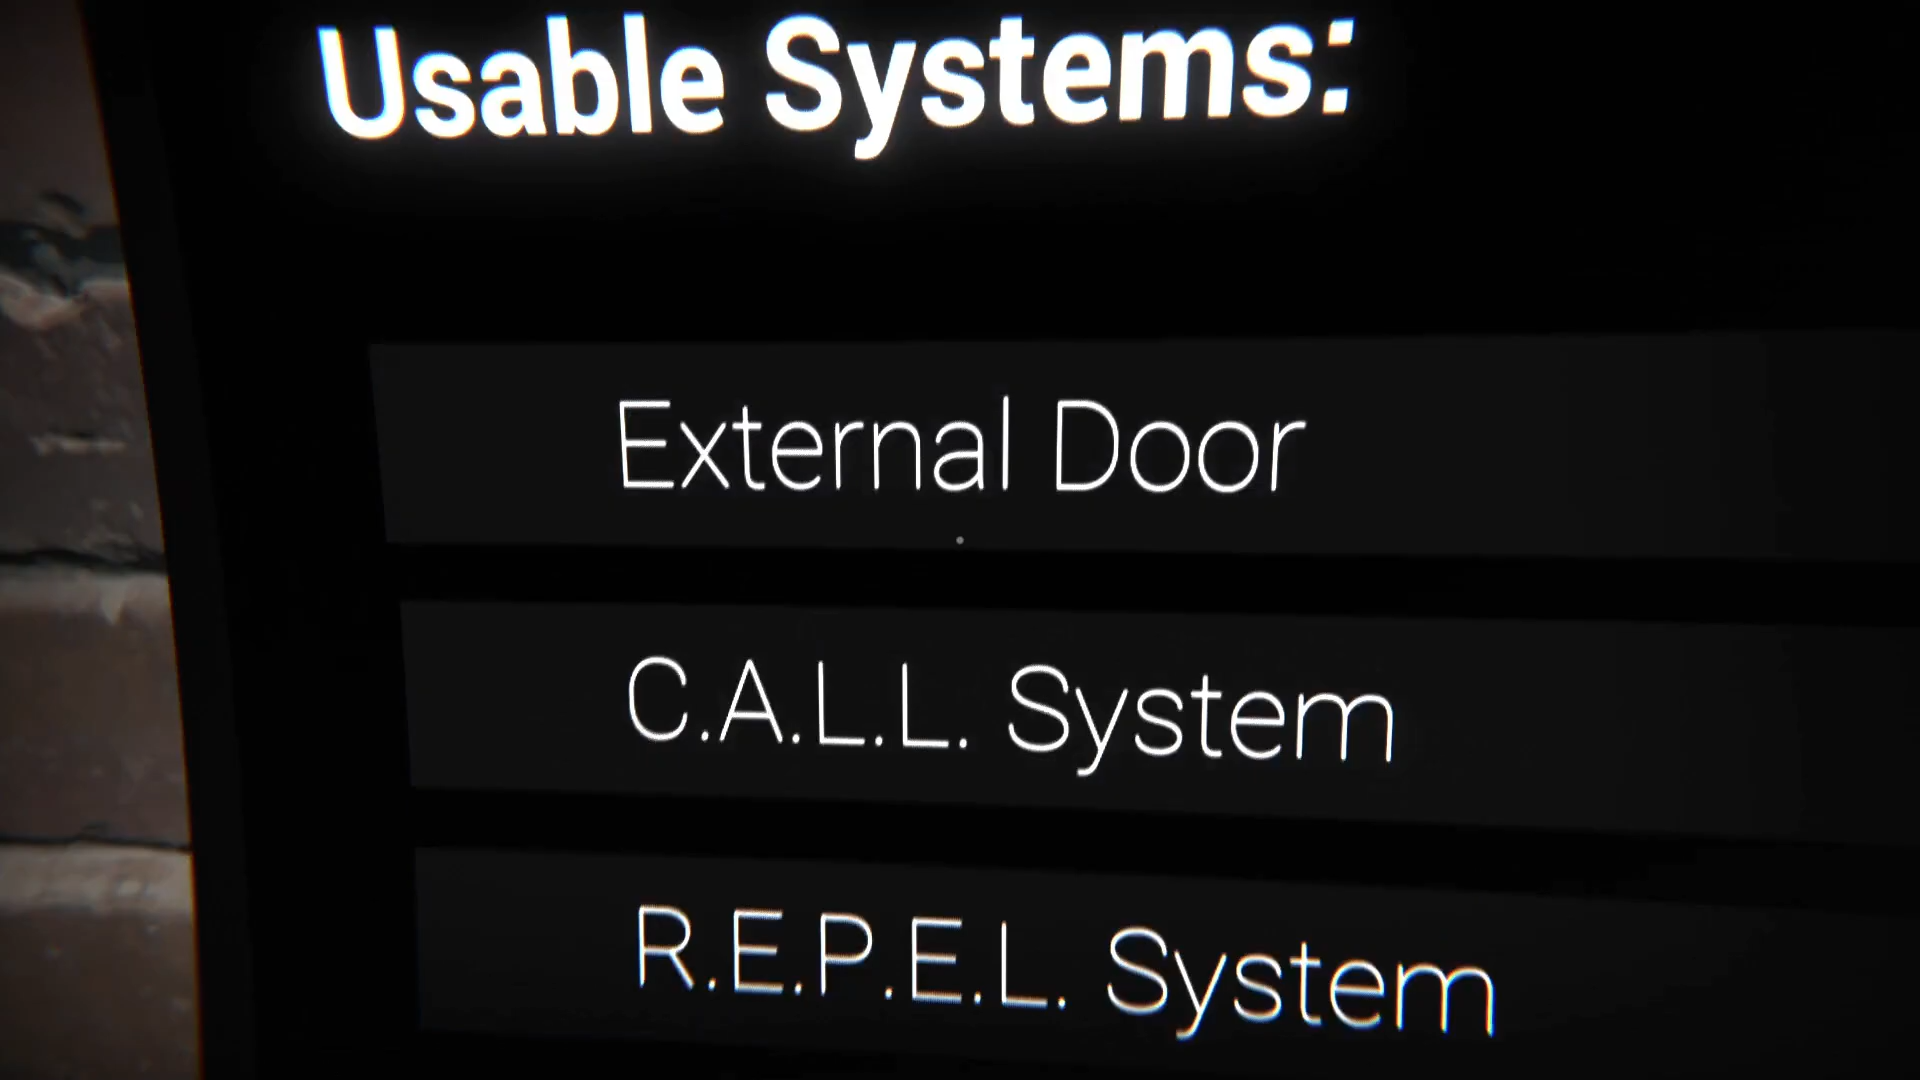 Usable Systems:
External Door
C.A.L.L. System
R.E.P.E.L. System